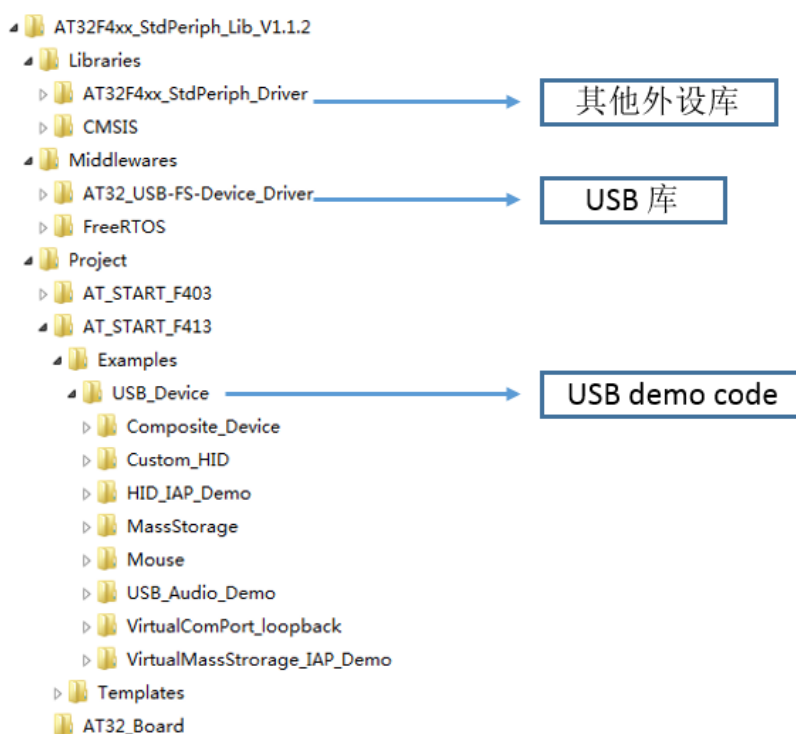 AT32F4xx_StdPeriph_Lib_V1.1.2
Libraries
AT32F4xx_StdPeriph_Driver
其他外设库
CMSIS
Middlewares
AT32_USB-FS-Device_Driver
USB 库
FreeRTOS
Project
AT_START_F403
AT_START_F413
Examples
USB_Device
USB demo code
Composite_Device
Custom_HID
HID_IAP_Demo
MassStorage
Mouse
USB_Audio_Demo
VirtualComPort_loopback
VirtualMassStrorage_IAP_Demo
Templates
AT32_Board